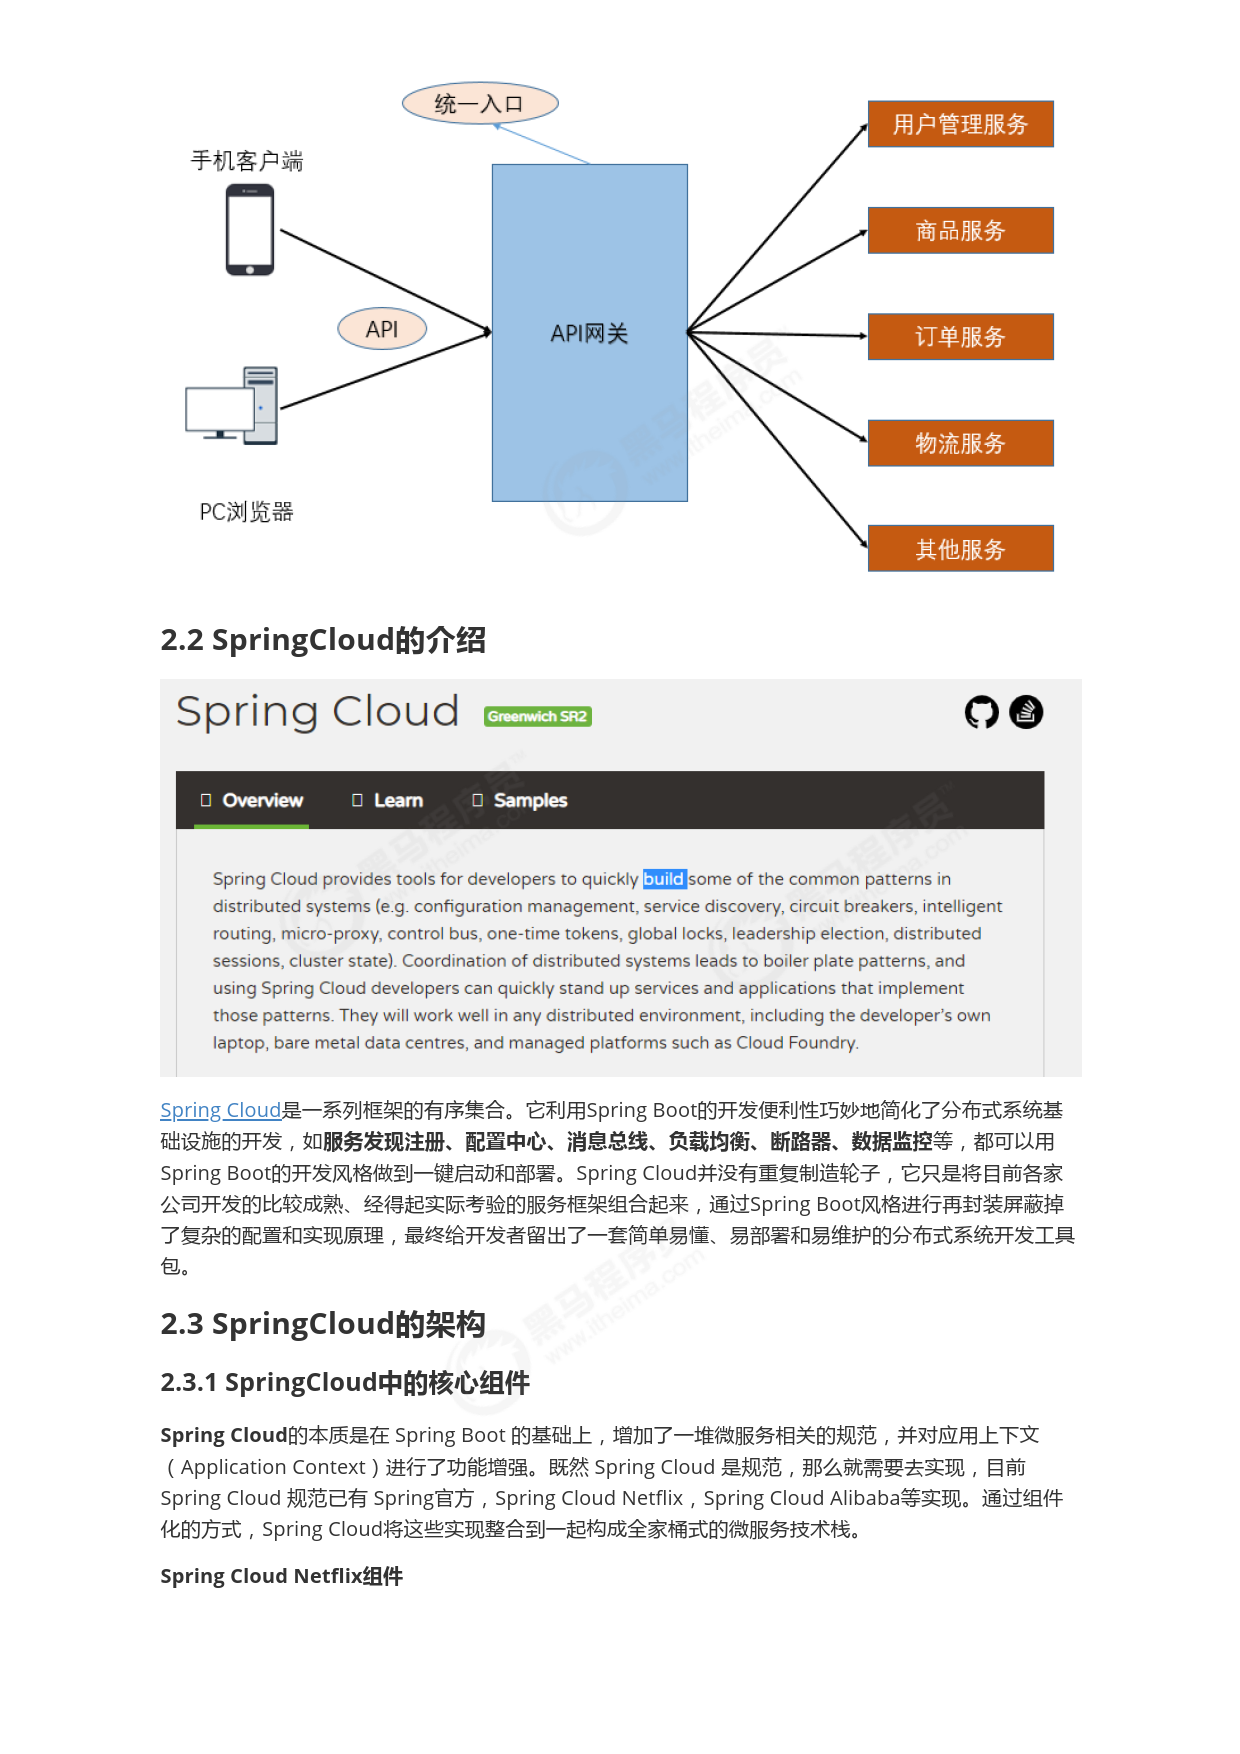 统一入口
手机客户端
API
PC浏览器
API网关
用户管理服务
商品服务
订单服务
物流服务
其他服务
黑马程序员
www.itheima.com
2.2 SpringCloud的介绍
Spring Cloud Greenwich SR2
Overview Learn Samples
Spring Cloud provides tools for developers to quickly build some of the common patterns in
distributed systems (e.g. configuration management, service discovery, circuit breakers, intelligent
routing, micro-proxy, control bus, one-time tokens, global locks, leadership election, distributed
sessions, cluster state). Coordination of distributed systems leads to boiler plate patterns, and
using Spring Cloud developers can quickly stand up services and applications that implement
those patterns. They will work well in any distributed environment, including the developer's own
laptop, bare metal data centres, and managed platforms such as Cloud Foundry.
Spring Cloud是一系列框架的有序集合。它利用Spring Boot的开发便利性巧妙地简化了分布式系统基
础设施的开发，如服务发现注册、配置中心、消息总线、负载均衡、断路器、数据监控等，都可以用
Spring Boot的开发风格做到一键启动和部署。Spring Cloud并没有重复制造轮子，它只是将目前各家
公司开发的比较成熟、经得起实际考验的服务框架组合起来，通过Spring Boot风格进行再封装屏蔽掉
了复杂的配置和实现原理，最终给开发者留出了一套简单易懂、易部署和易维护的分布式系统开发工具
包。
黑马程序员
www.itheima.com
2.3 SpringCloud的架构
2.3.1 SpringCloud中的核心组件
Spring Cloud的本质是在 Spring Boot 的基础上，增加了一堆微服务相关的规范，并对应用上下文
（Application Context）进行了功能增强。既然 Spring Cloud 是规范，那么就需要去实现，目前
Spring Cloud 规范已有 Spring官方，Spring Cloud Netflix，Spring Cloud Alibaba等实现。通过组件
化的方式，Spring Cloud将这些实现整合到一起构成全家桶式的微服务技术栈。
Spring Cloud Netflix组件